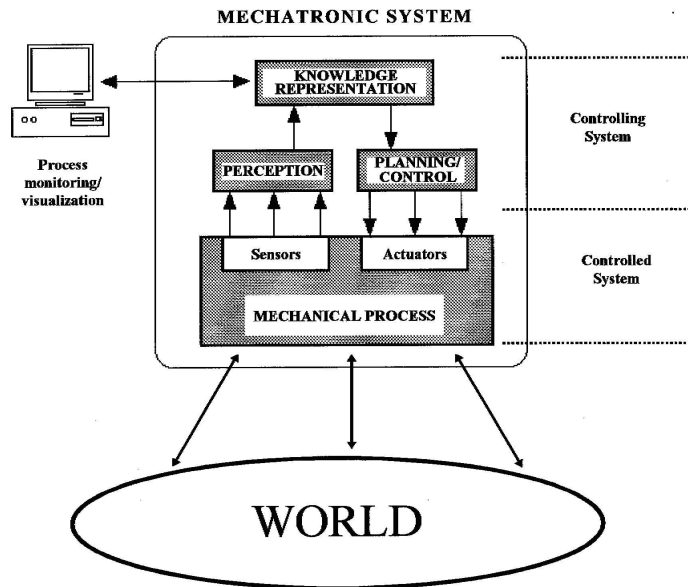 MECHATRONIC SYSTEM
KNOWLEDGE
REPRESENTATION
Controlling
System
Process
monitoring/
visualization
PERCEPTION
PLANNING/
CONTROL
Sensors
Actuators
Controlled
System
MECHANICAL PROCESS
WORLD